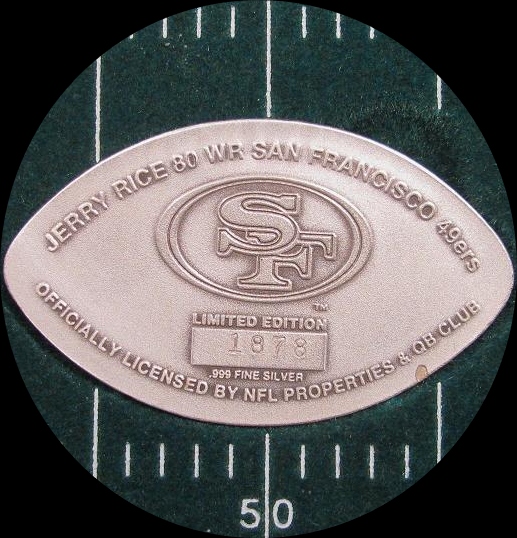 JERRY RICE 80 WR SAN FRANCISCO 49ers
SF
TM
LIMITED EDITION
1878
.999 FINE SILVER
OFFICIALLY LICENSED BY NFL PROPERTIES & QB CLUB
50